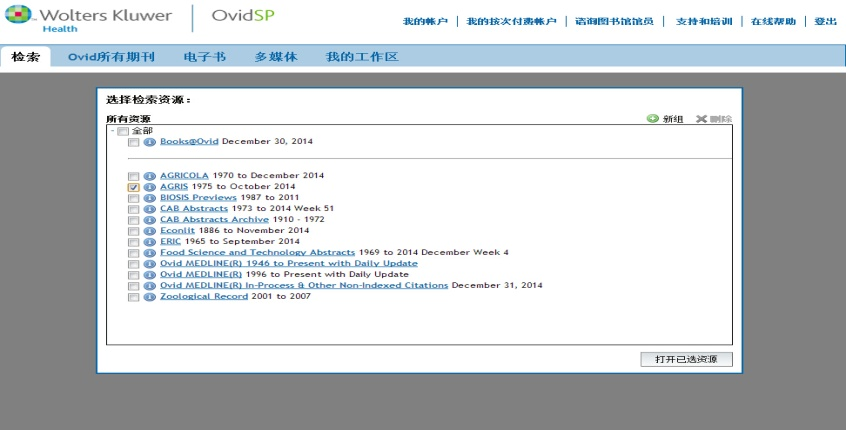 Wolters Kluwer
Health
OvidSP
我的帐户 | 我的按次付费帐户 | 咨询图书馆馆员 | 支持和培训 | 在线帮助 | 登出
检索 Ovid所有期刊 电子书 多媒体 我的工作区
选择检索资源:
所有资源 新组 删除
全部
Books@Ovid December 30, 2014
AGRICOLA 1970 to December 2014
AGRIS 1975 to October 2014
BIOSIS Previews 1987 to 2011
CAB Abstracts 1973 to 2014 Week 51
CAB Abstracts Archive 1910 - 1972
Econlit 1886 to November 2014
ERIC 1965 to September 2014
Food Science and Technology Abstracts 1969 to 2014 December Week 4
Ovid MEDLINE(R) 1946 to Present with Daily Update
Ovid MEDLINE(R) 1996 to Present with Daily Update
Ovid MEDLINE(R) In-Process & Other Non-Indexed Citations December 31, 2014
Zoological Record 2001 to 2007
打开已选资源